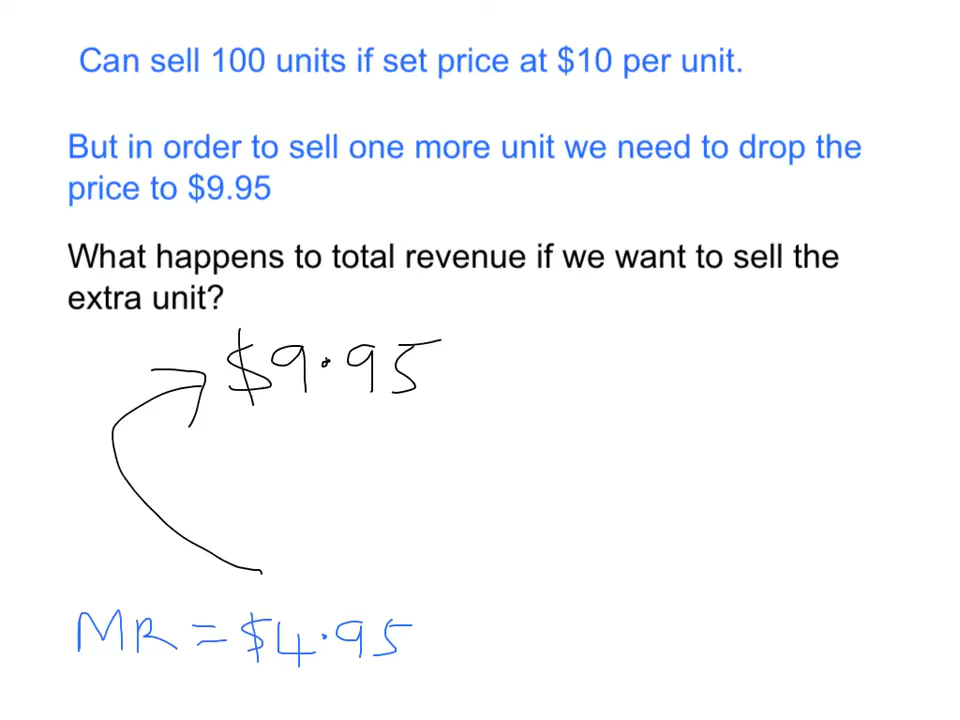 Can sell 100 units if set price at $10 per unit.
But in order to sell one more unit we need to drop the
price to $9.95
What happens to total revenue if we want to sell the
extra unit?
$9.95
MR = $4.95